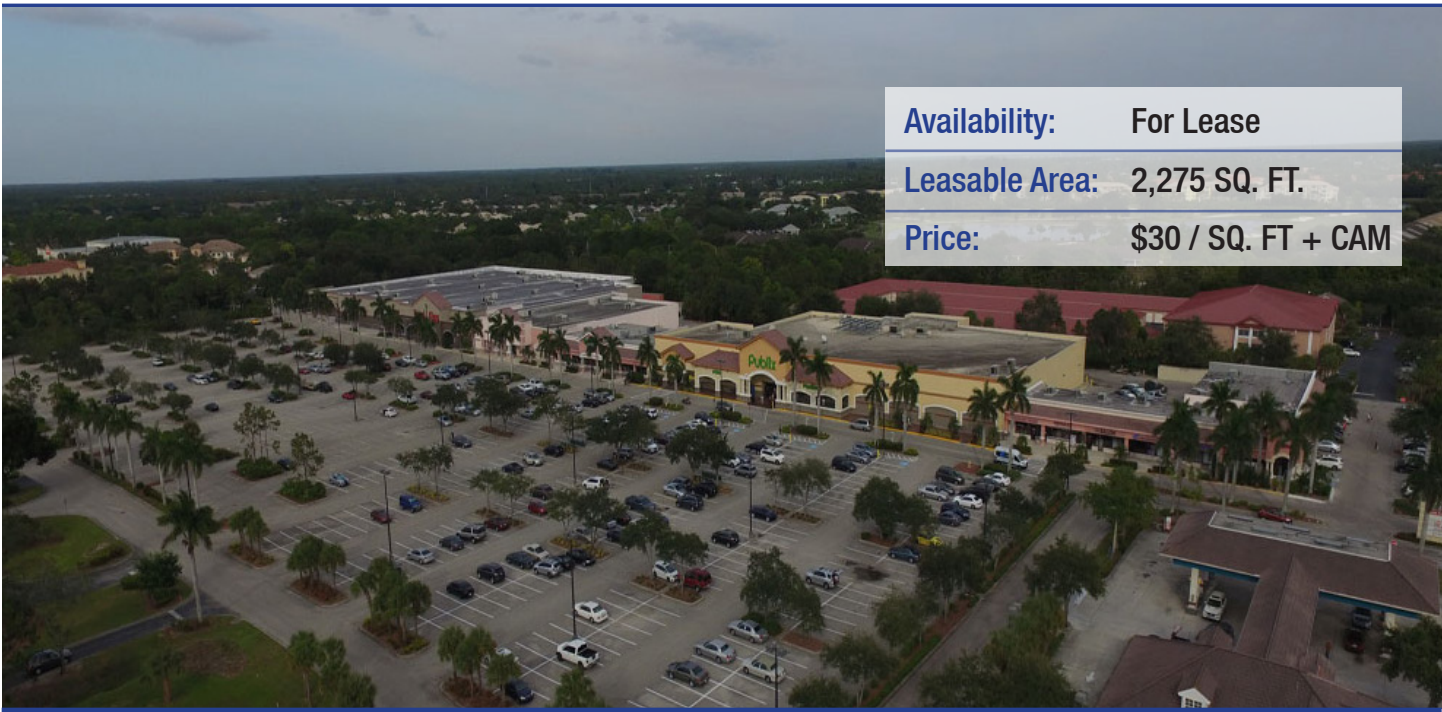 Availability: For Lease
Leasable Area: 2,275 SQ. FT.
Price: $30 / SQ. FT + CAM
Publix